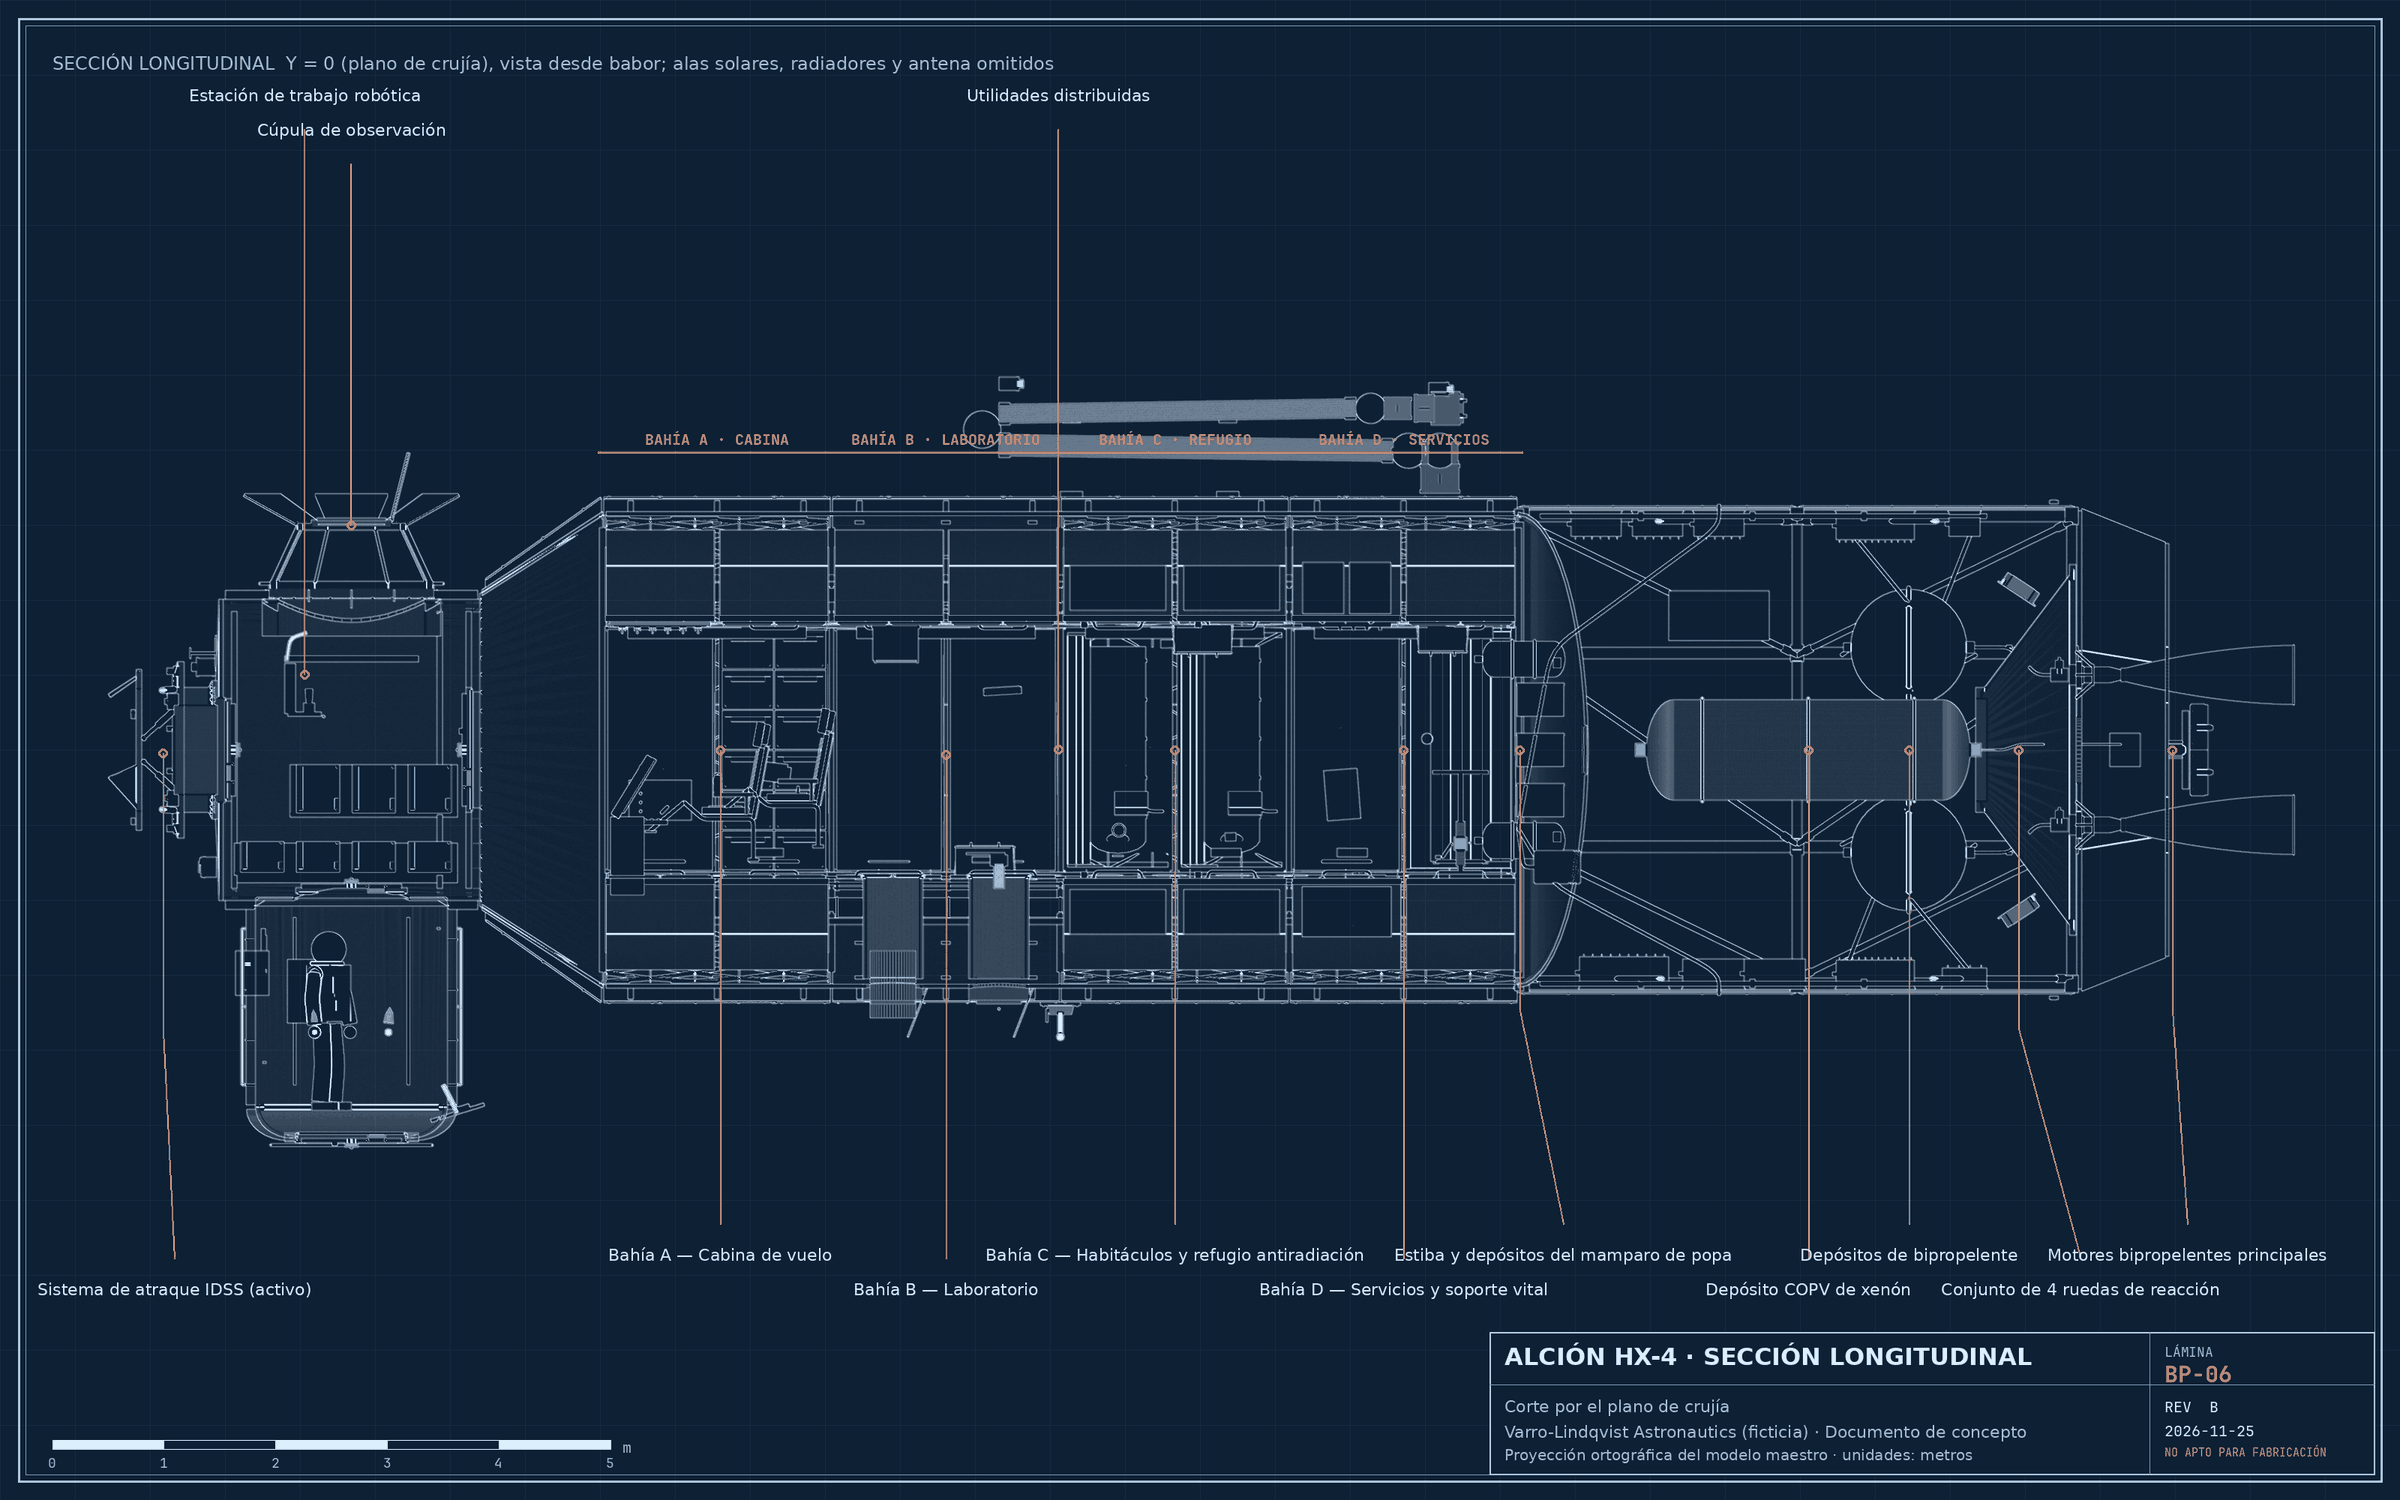 SECCIÓN LONGITUDINAL Y = 0 (plano de crujía), vista desde babor; alas solares, radiadores y antena omitidos
Estación de trabajo robótica
Utilidades distribuidas
Cúpula de observación
BAHÍA A · CABINA
BAHÍA B · LABORATORIO
BAHÍA C · REFUGIO
BAHÍA D · SERVICIOS
Bahía A — Cabina de vuelo
Bahía C — Habitáculos y refugio antiradiación
Estiba y depósitos del mamparo de popa
Depósitos de bipropelente
Motores bipropelentes principales
Sistema de atraque IDSS (activo)
Bahía B — Laboratorio
Bahía D — Servicios y soporte vital
Depósito COPV de xenón
Conjunto de 4 ruedas de reacción
ALCIÓN HX-4 · SECCIÓN LONGITUDINAL
LÁMINA
BP-06
Corte por el plano de crujía
Varro-Lindqvist Astronautics (ficticia) · Documento de concepto
Proyección ortográfica del modelo maestro · unidades: metros
REV B
2026-11-25
NO APTO PARA FABRICACIÓN
m
0 1 2 3 4 5